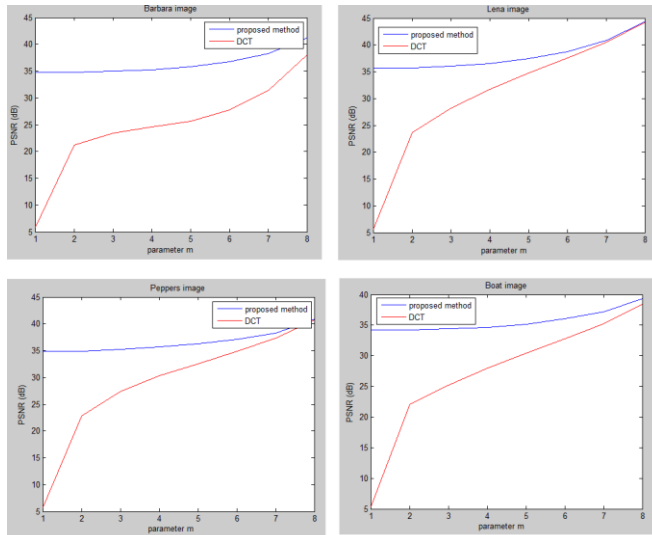 Barbara image
45
40
35
30
25
20
15
10
5
PSNR (dB)
proposed method
DCT
1 2 3 4 5 6 7 8
parameter m
Lena image
45
40
35
30
25
20
15
10
5
PSNR (dB)
proposed method
DCT
1 2 3 4 5 6 7 8
parameter m
Peppers image
45
40
35
30
25
20
15
10
5
PSNR (dB)
proposed method
DCT
1 2 3 4 5 6 7 8
parameter m
Boat image
40
35
30
25
20
15
10
5
PSNR (dB)
proposed method
DCT
1 2 3 4 5 6 7 8
parameter m